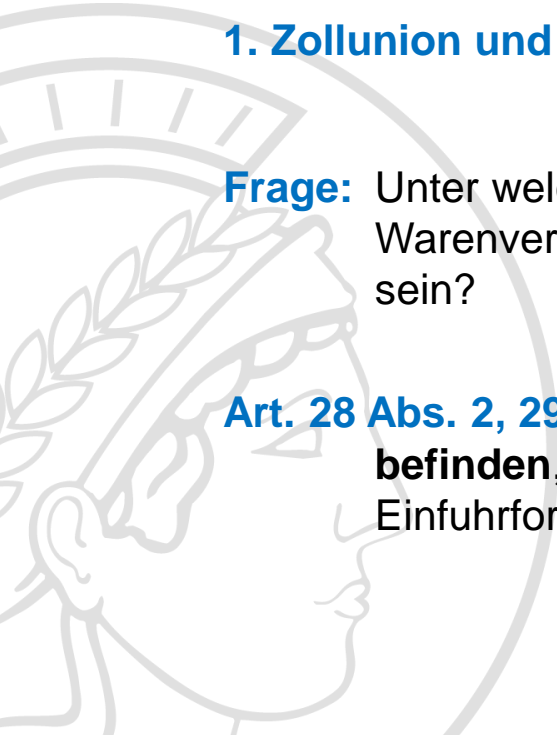 1. Zollunion und
Frage: Unter wel
Warenver
sein?
Art. 28 Abs. 2, 29
befinden,
Einfuhrfor